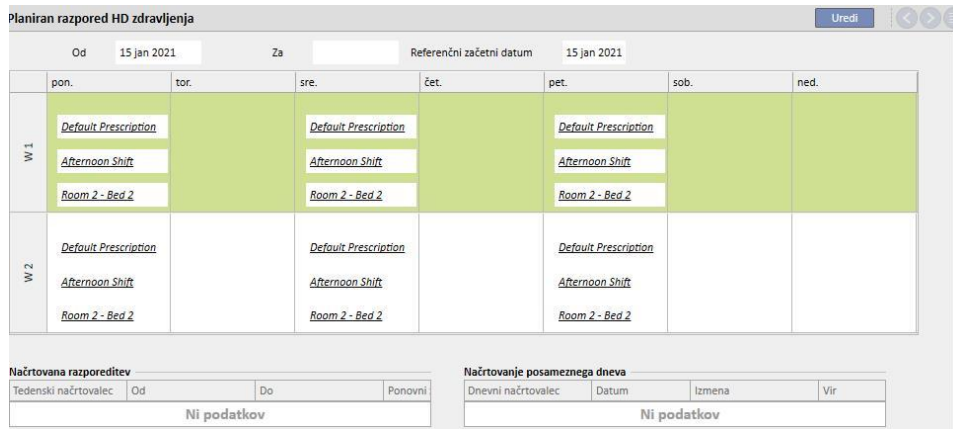 Planiran razpored HD zdravljenja Uredi
Od 15 jan 2021 Za Referenčni začetni datum 15 jan 2021
pon. tor. sre. čet. pet. sob. ned.
W 1
Default Prescription Default Prescription Default Prescription
Afternoon Shift Afternoon Shift Afternoon Shift
Room 2 - Bed 2 Room 2 - Bed 2 Room 2 - Bed 2
W 2
Default Prescription Default Prescription Default Prescription
Afternoon Shift Afternoon Shift Afternoon Shift
Room 2 - Bed 2 Room 2 - Bed 2 Room 2 - Bed 2
Načrtovana razporeditev
Tedenski načrtovalec Od Do Ponovni
Ni podatkov
Načrtovanje posameznega dneva
Dnevni načrtovalec Datum Izmena Vir
Ni podatkov